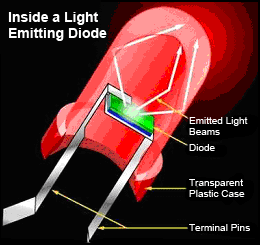 Inside a Light
Emitting Diode
Emitted Light
Beams
Diode
Transparent
Plastic Case
Terminal Pins